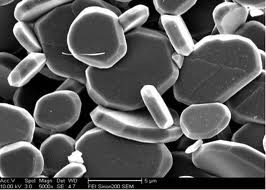 Acc.V Spot Magn Det WD 5 µm
10.00 kV 3.0 5000x SE 4.7 FEI Sirion200 SEM